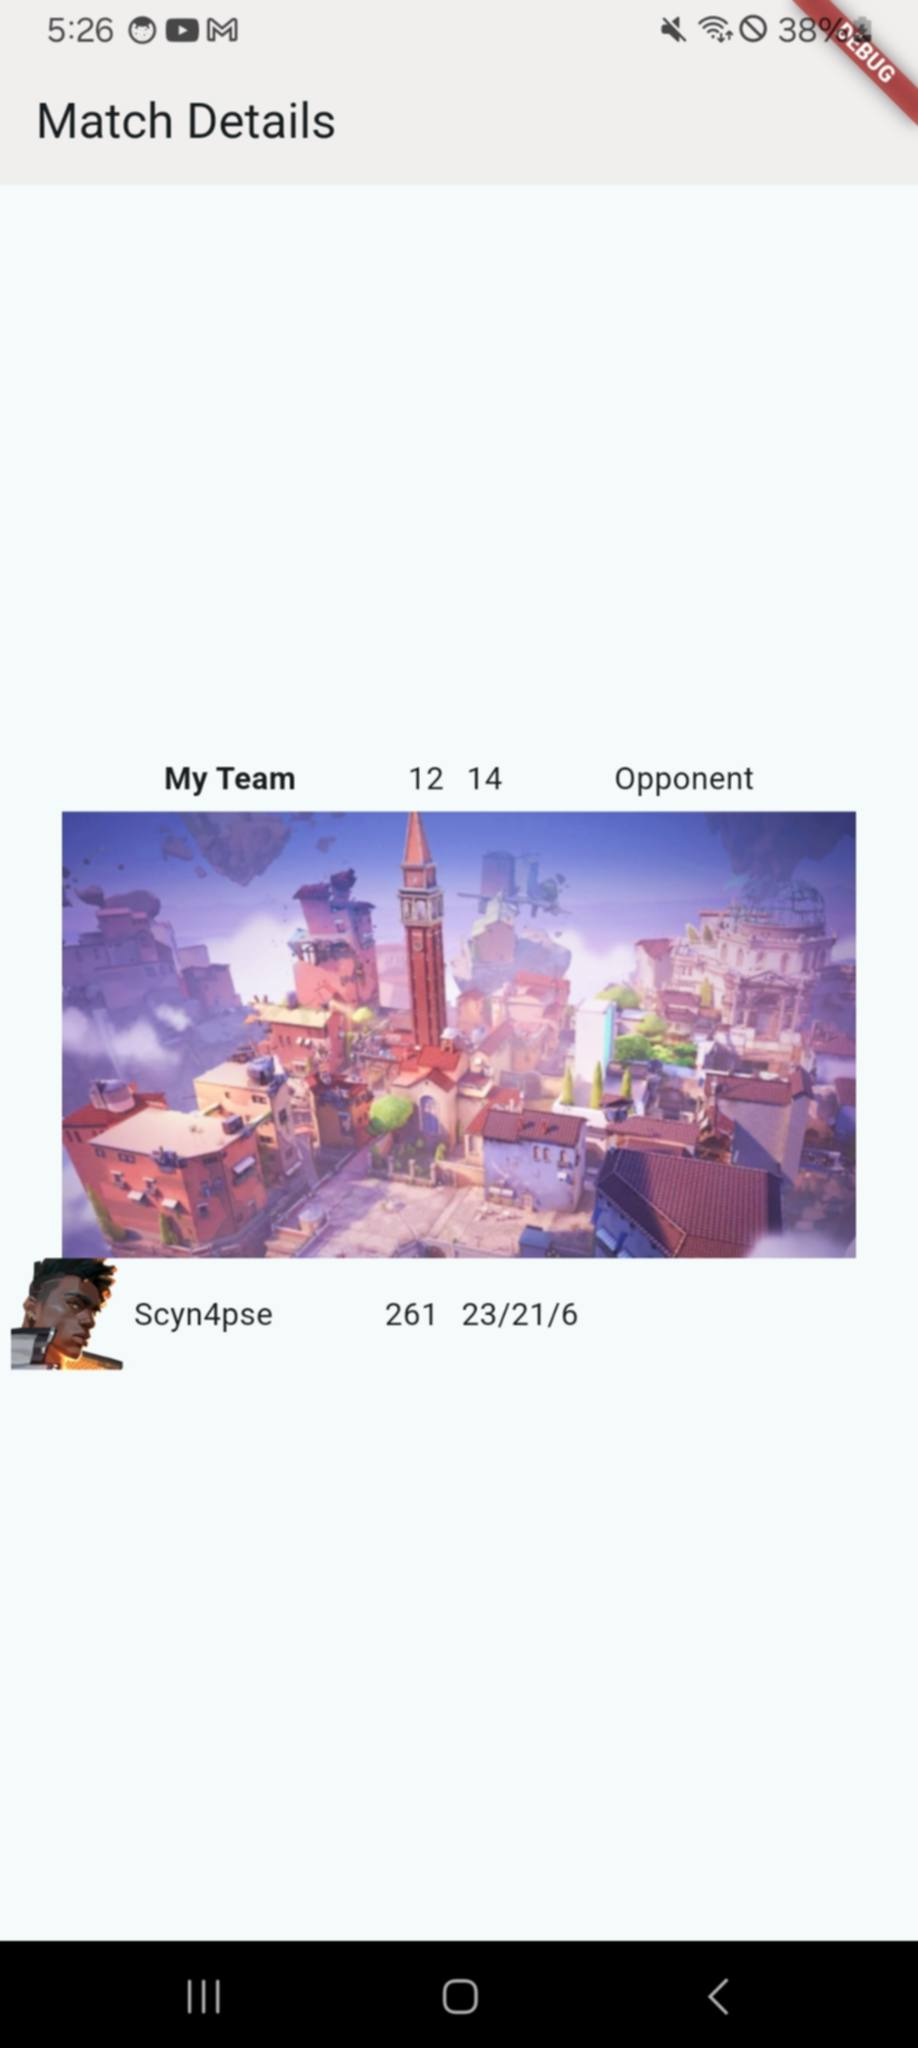 5:26 38%
DEBUG
Match Details
My Team 12 14 Opponent
Scyn4pse 261 23/21/6